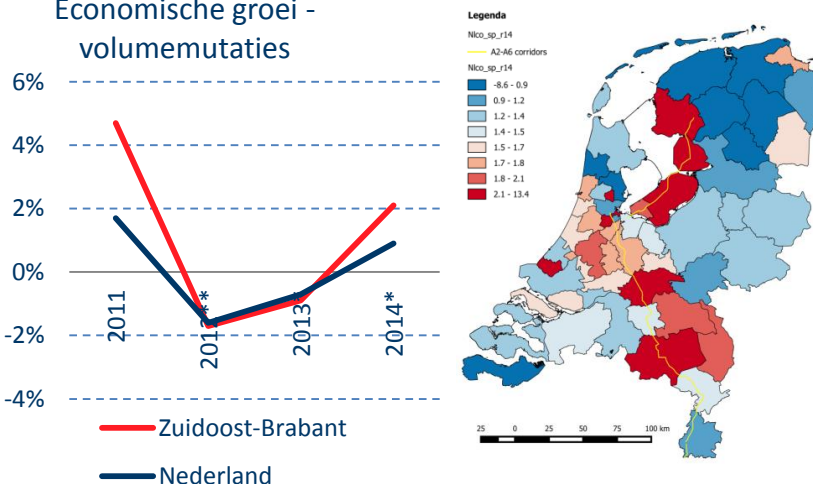 Economische groei -
volumemutaties
6%
4%
2%
0%
-2%
-4%
2011
2013
2014*
Zuidoost-Brabant
Nederland
Legenda
Nlco_sp_r14
A2-A6 corridors
Nlco_sp_r14
-8.6 - 0.9
0.9 - 1.2
1.2 - 1.4
1.4 - 1.5
1.5 - 1.7
1.7 - 1.8
1.8 - 2.1
2.1 - 13.4
25 0 25 50 75 100 km